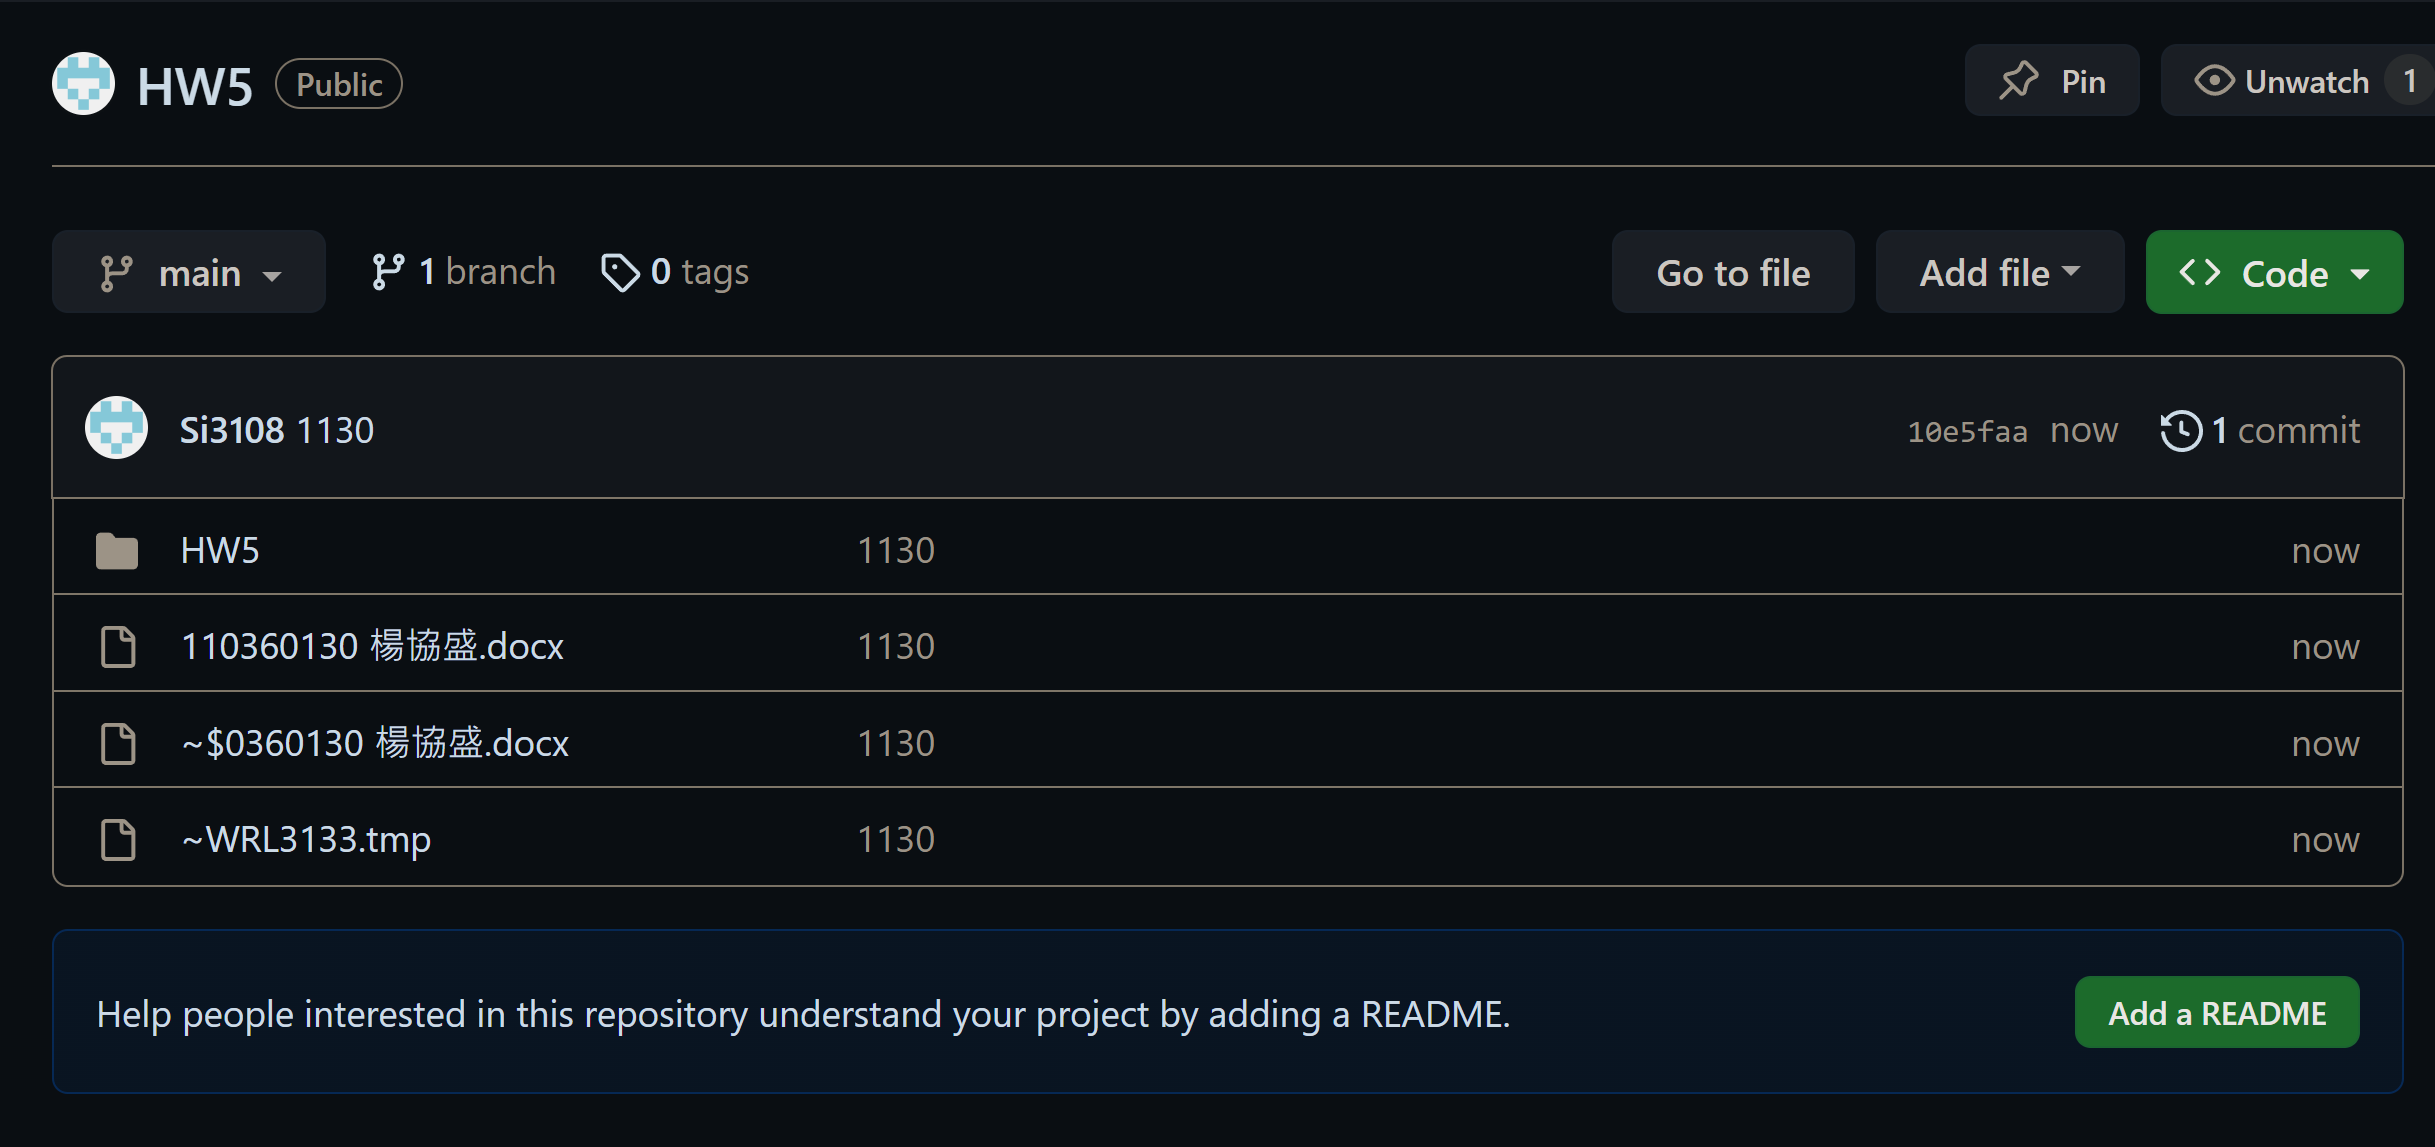 HW5 Public Pin Unwatch 1
main 1 branch 0 tags Go to file Add file Code
Si3108 1130 10e5faa now 1 commit
HW5 1130 now
110360130 楊協盛.docx 1130 now
~$0360130 楊協盛.docx 1130 now
~WRL3133.tmp 1130 now
Help people interested in this repository understand your project by adding a README. Add a README